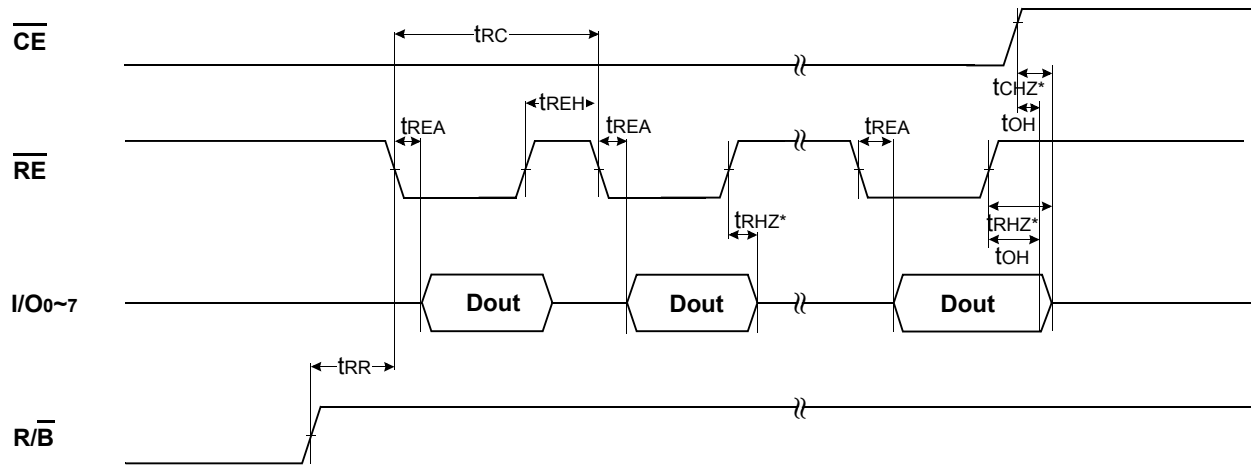 CE
tRC
tCHZ*
tREH
tOH
tREA
tREA
tREA
RE
tRHZ*
tRHZ*
tOH
I/O0~7
Dout
Dout
Dout
tRR
R/B